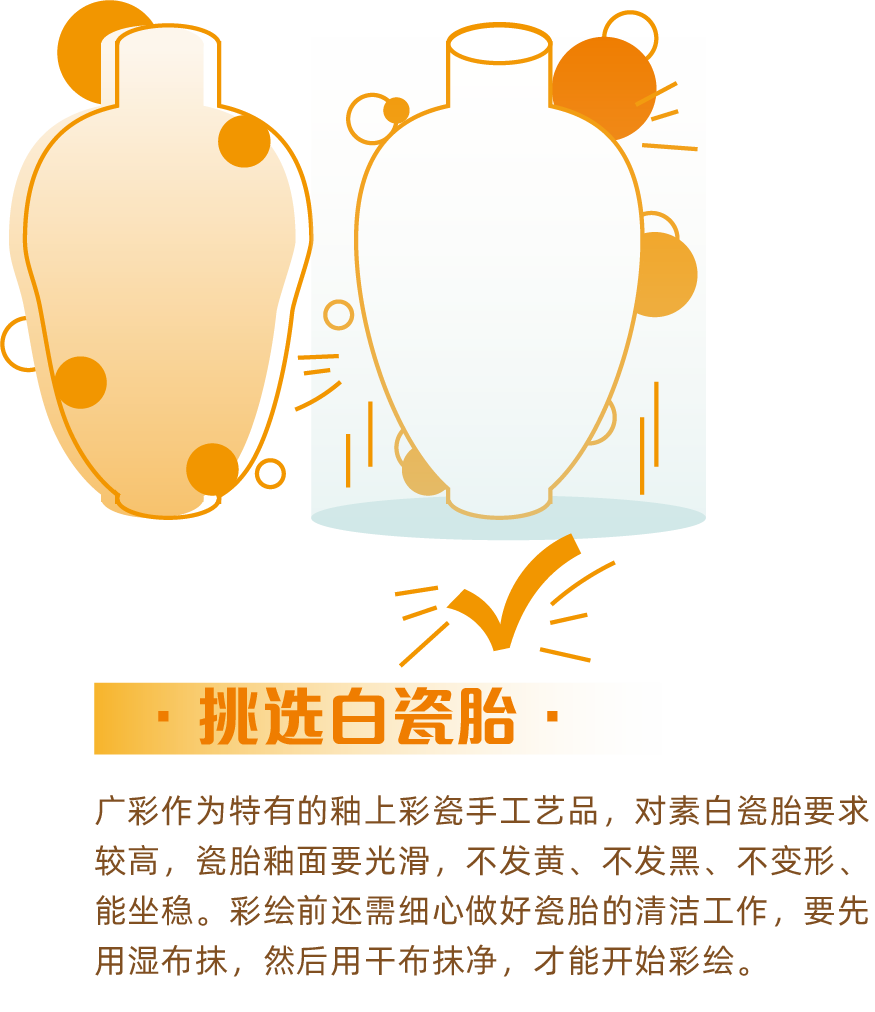 · 挑选白瓷胎 ·
广彩作为特有的釉上彩瓷手工艺品，对素白瓷胎要求
较高，瓷胎釉面要光滑，不发黄、不发黑、不变形、
能坐稳。彩绘前还需细心做好瓷胎的清洁工作，要先
用湿布抹，然后用干布抹净，才能开始彩绘。